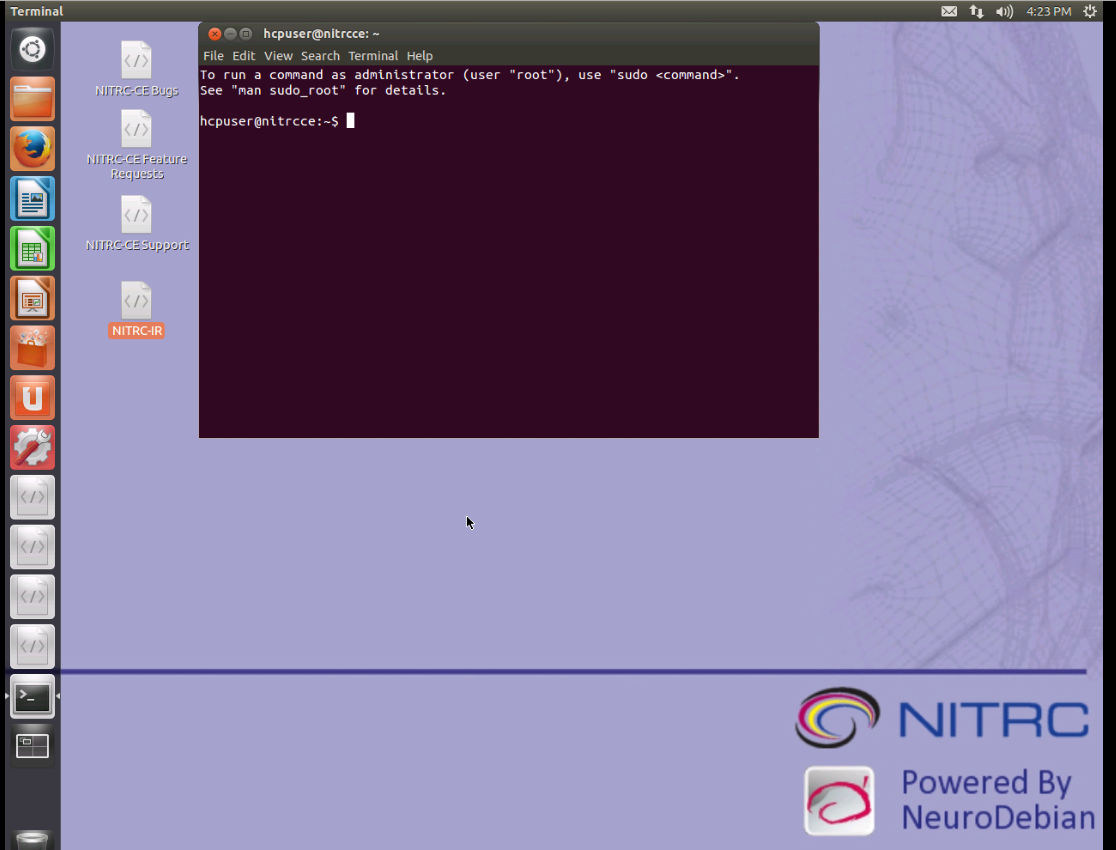 Terminal
4:23 PM
hcpuser@nitrcce: ~
File Edit View Search Terminal Help
To run a command as administrator (user "root"), use "sudo <command>".
See "man sudo_root" for details.
hcpuser@nitrcce:~$
NITRC-CE Bugs
NITRC-CE Feature
Requests
NITRC-CE Support
NITRC-IR
NITRC
Powered By
NeuroDebian